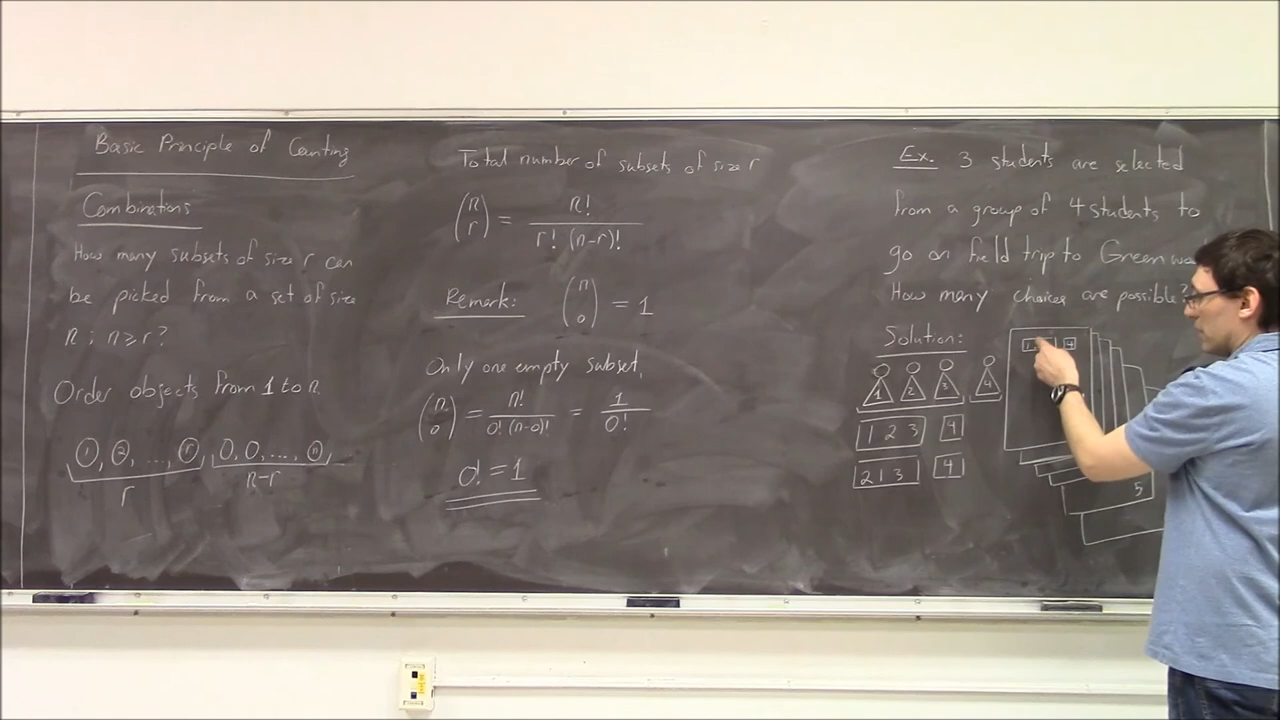 Basic Principle of Counting
Combinations
How many subsets of size r can
be picked from a set of size
n ; n ≥ r?
Order objects from 1 to n
①, ②, ..., ⓡ, 0, 0, ..., ⓝ
r n-r
Total number of subsets of size r
(n r) = n! / r! (n-r)!
Remark: (n 0) = 1
Only one empty subset.
(n 0) = n! / 0! (n-0)! = 1 / 0!
0! = 1
Ex. 3 students are selected
from a group of 4 students to
go on field trip to
How many choices are possible?
Solution:
1 2 3 4
1 2 3 4
2 1 3 4
1 4
5